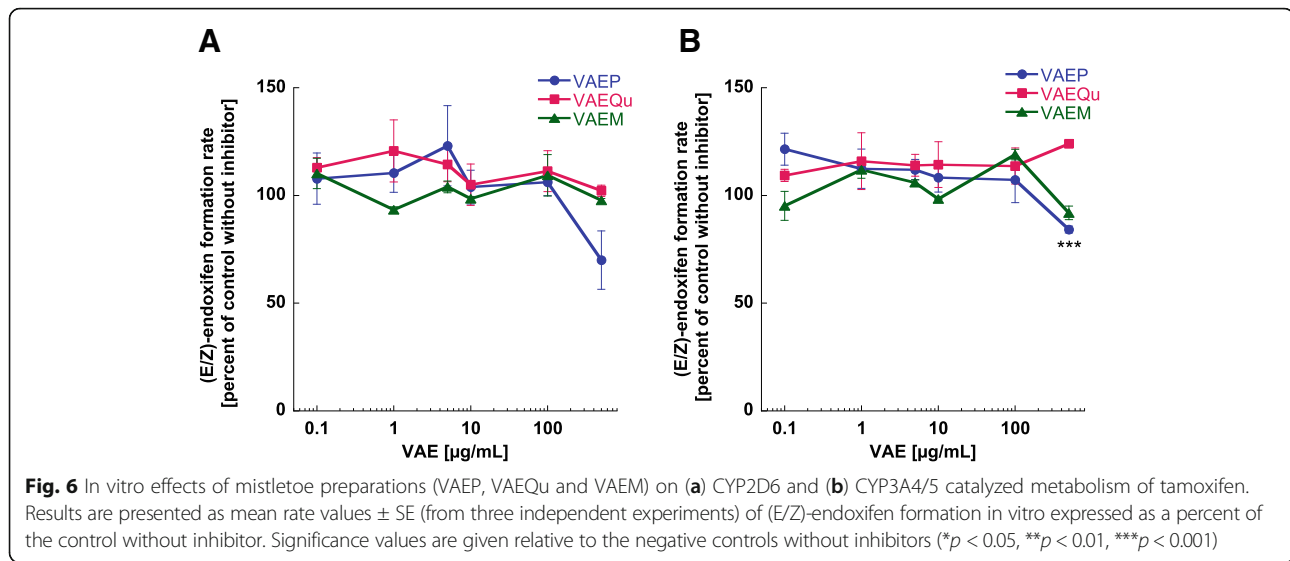 A
B
VAEP
VAEQu
VAEM
VAEP
VAEQu
VAEM
(E/Z)-endoxifen formation rate
[percent of control without inhibitor]
150
100
50
0
0.1 1 10 100
VAE [µg/mL]
(E/Z)-endoxifen formation rate
[percent of control without inhibitor]
150
100
50
0
***
0.1 1 10 100
VAE [µg/mL]
Fig. 6 In vitro effects of mistletoe preparations (VAEP, VAEQu and VAEM) on (a) CYP2D6 and (b) CYP3A4/5 catalyzed metabolism of tamoxifen.
Results are presented as mean rate values ± SE (from three independent experiments) of (E/Z)-endoxifen formation in vitro expressed as a percent of
the control without inhibitor. Significance values are given relative to the negative controls without inhibitors (*p < 0.05, **p < 0.01, ***p < 0.001)